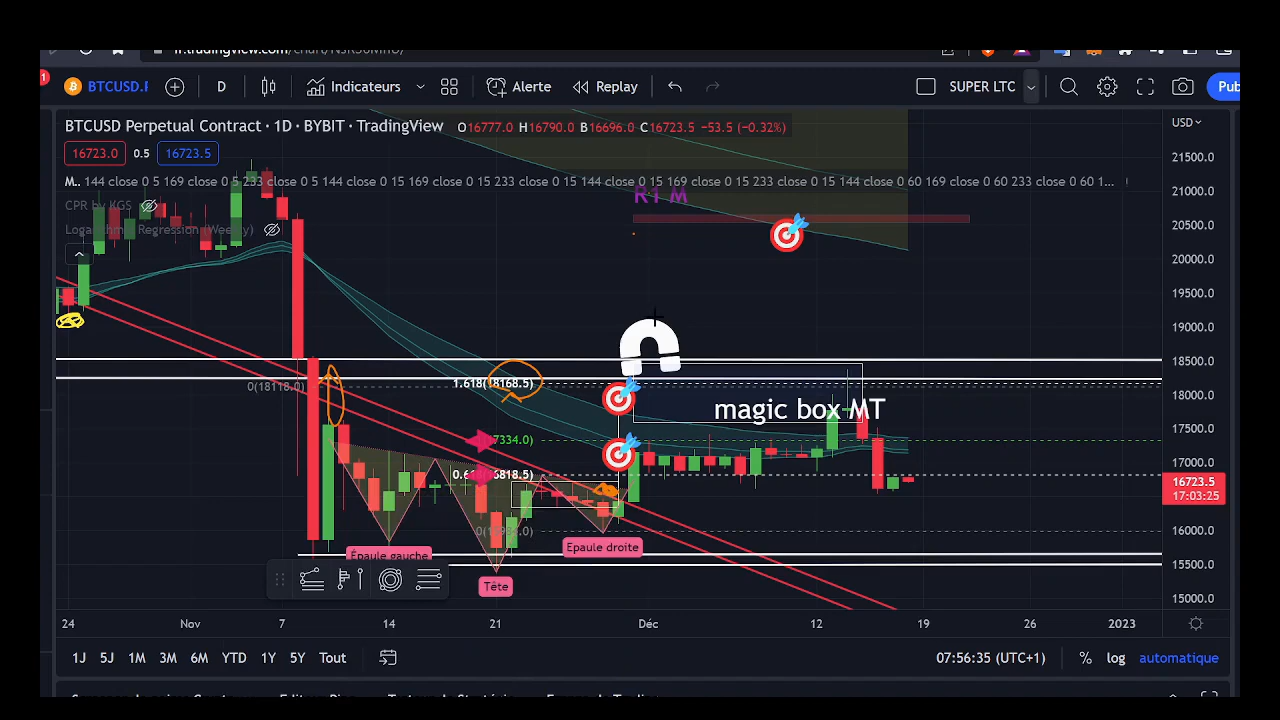 BTCUSD.P
D
Indicateurs
Alerte
Replay
SUPER LTC
Pub
BTCUSD Perpetual Contract · 1D · BYBIT · TradingView
O16777.0 H16790.0 B16696.0 C16723.5 −53.5 (−0.32%)
USD
16723.0
0.5
16723.5
M.. 144 close 0 5 169 close 0 5 233 close 0 5 144 close 0 15 169 close 0 15 233 close 0 15 144 close 0 15 169 close 0 15 233 close 0 15 144 close 0 60 169 close 0 60 233 close 0 60 1...
CPR by KGS
Logarithmic Regression (Weekly)
R1 M
21500.0
21000.0
20500.0
20000.0
19500.0
19000.0
18500.0
18000.0
17500.0
17000.0
16723.5
17:03:25
16000.0
15500.0
15000.0
0(18118.0)
1.618(18168.5)
magic box MT
Épaule gauche
Tête
Epaule droite
24
Nov
7
14
21
Déc
12
19
26
2023
1J
5J
1M
3M
6M
YTD
1Y
5Y
Tout
07:56:35 (UTC+1)
%
log
automatique